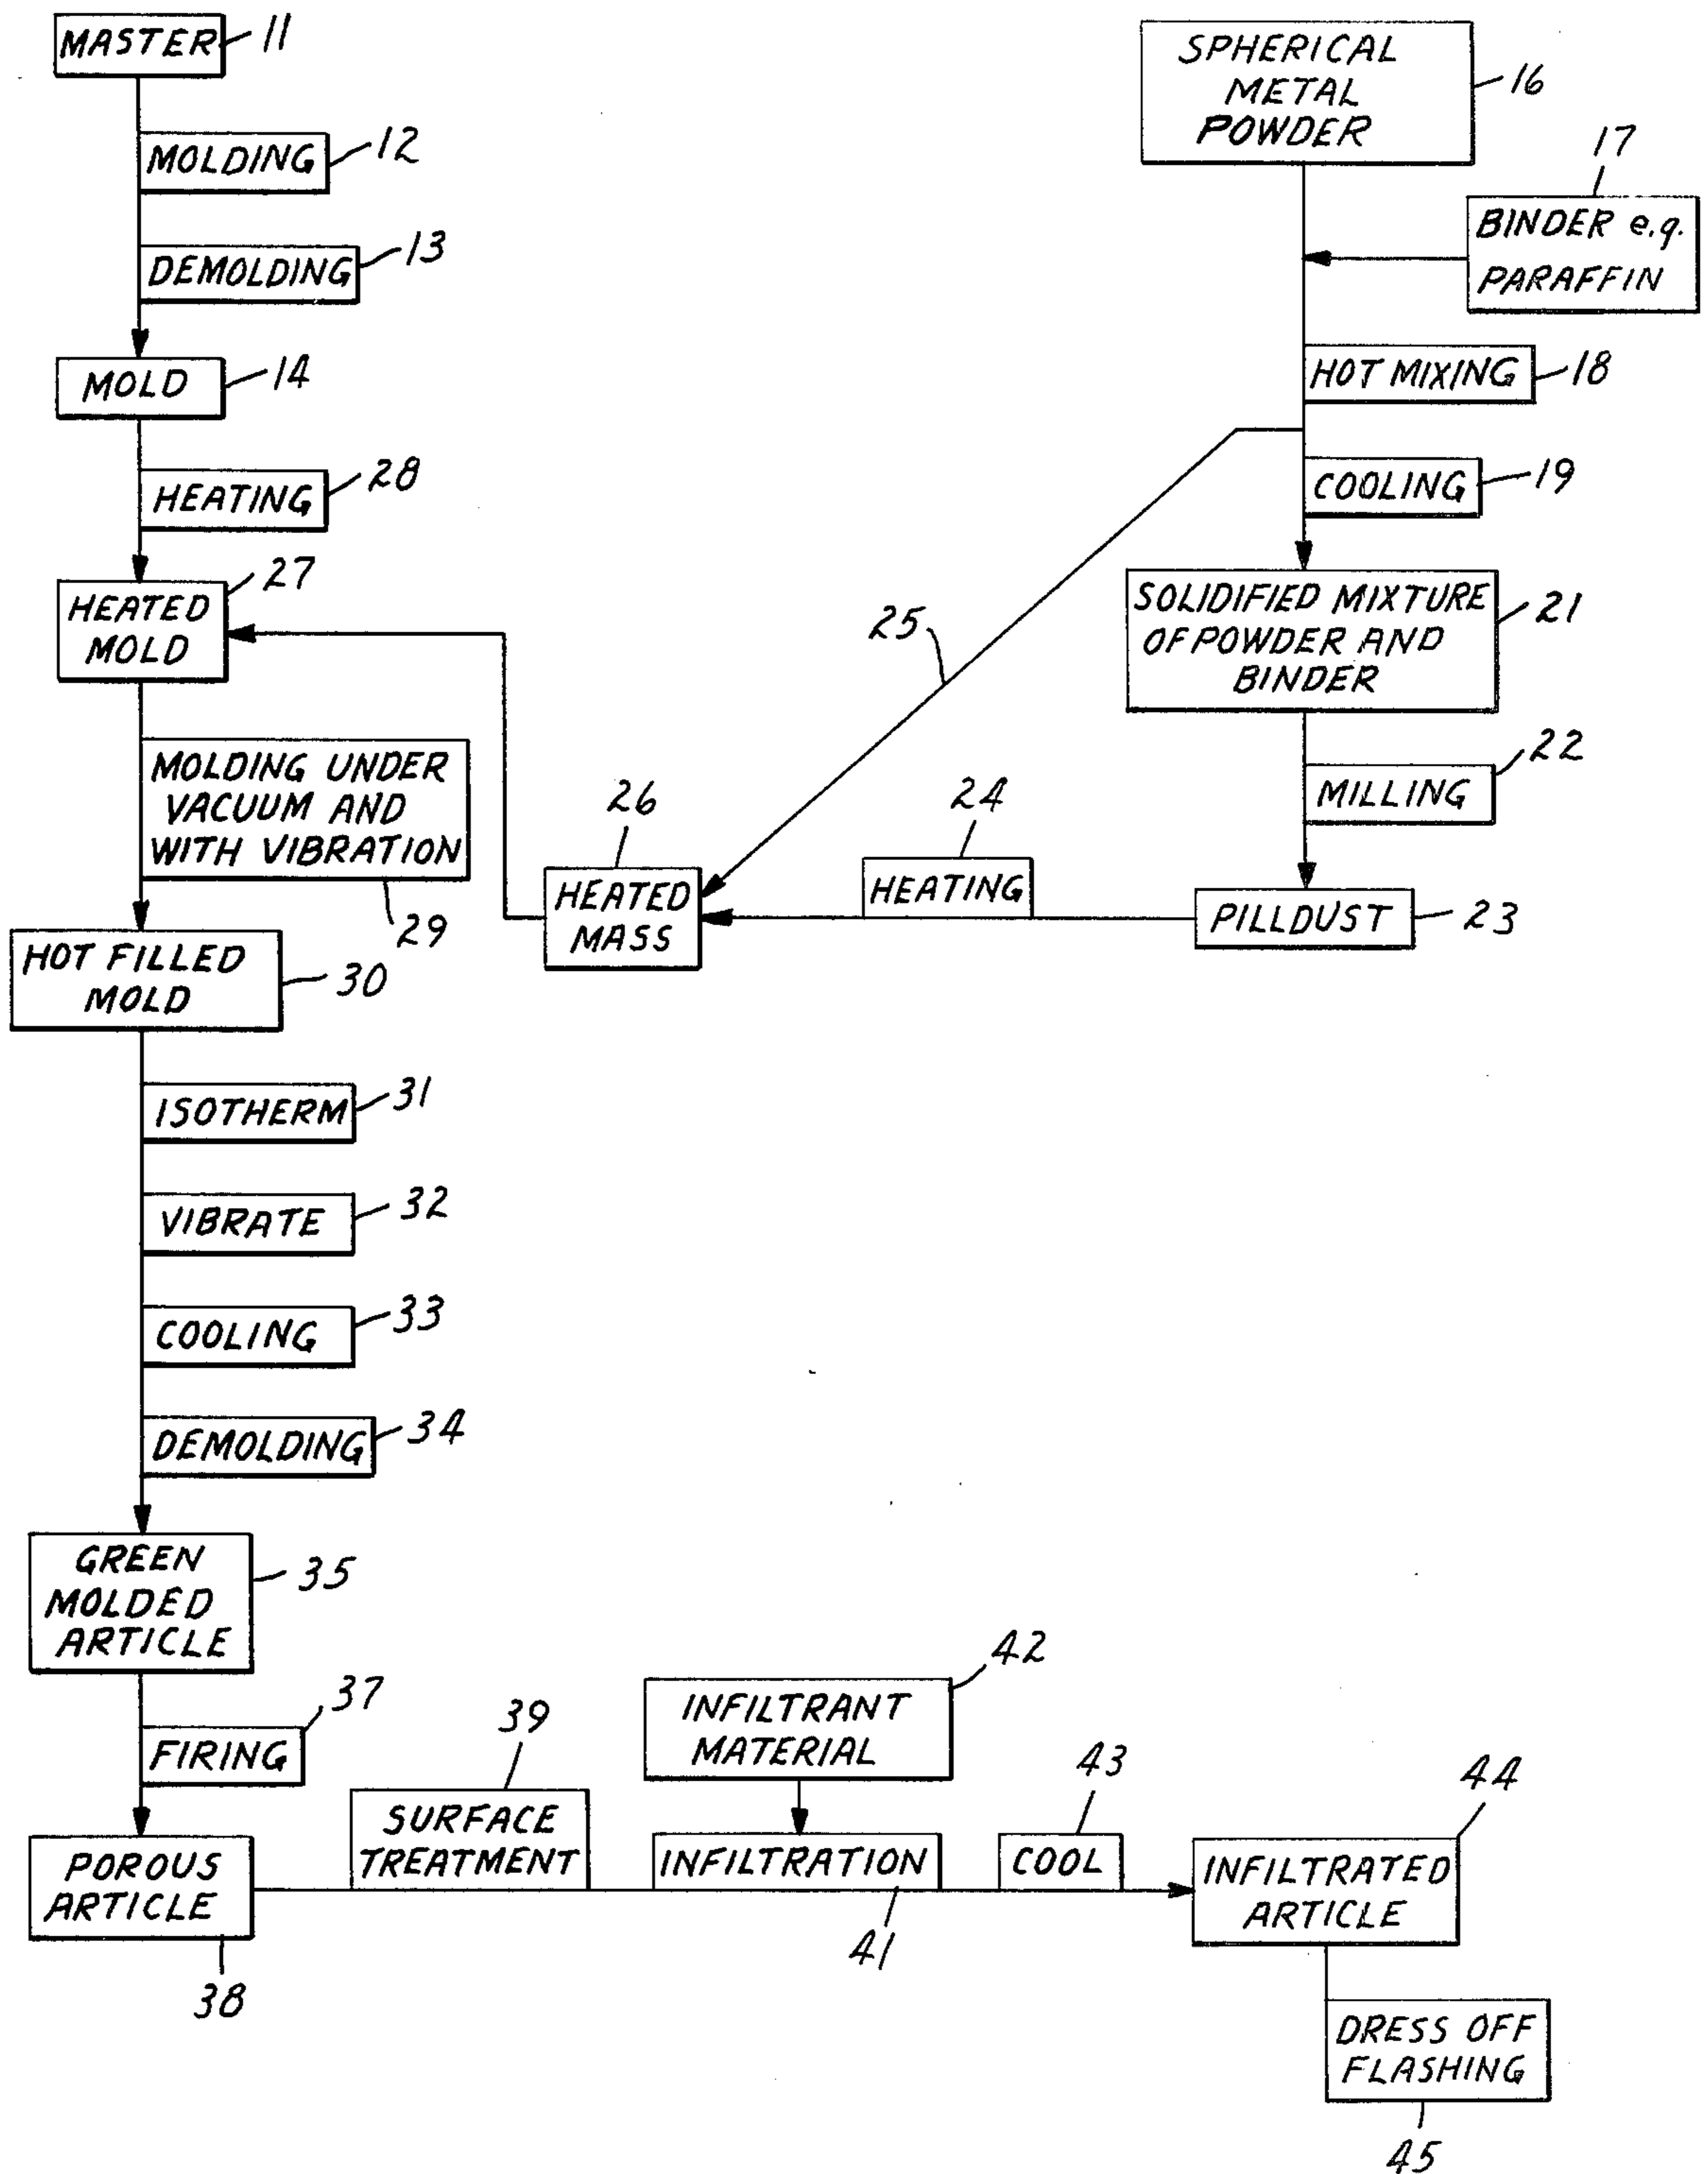 MASTER
11
MOLDING
12
DEMOLDING
13
MOLD
14
HEATING
28
HEATED
MOLD
27
MOLDING UNDER
VACUUM AND
WITH VIBRATION
29
HOT FILLED
MOLD
30
ISOTHERM
31
VIBRATE
32
COOLING
33
DEMOLDING
34
GREEN
MOLDED
ARTICLE
35
FIRING
37
POROUS
ARTICLE
38
SPHERICAL
METAL
POWDER
16
17
BINDER e.g.
PARAFFIN
HOT MIXING
18
COOLING
19
SOLIDIFIED MIXTURE
OF POWDER AND
BINDER
21
MILLING
22
PILLDUST
23
24
HEATING
25
26
HEATED
MASS
39
SURFACE
TREATMENT
42
INFILTRANT
MATERIAL
INFILTRATION
41
43
COOL
44
INFILTRATED
ARTICLE
DRESS OFF
FLASHING
45